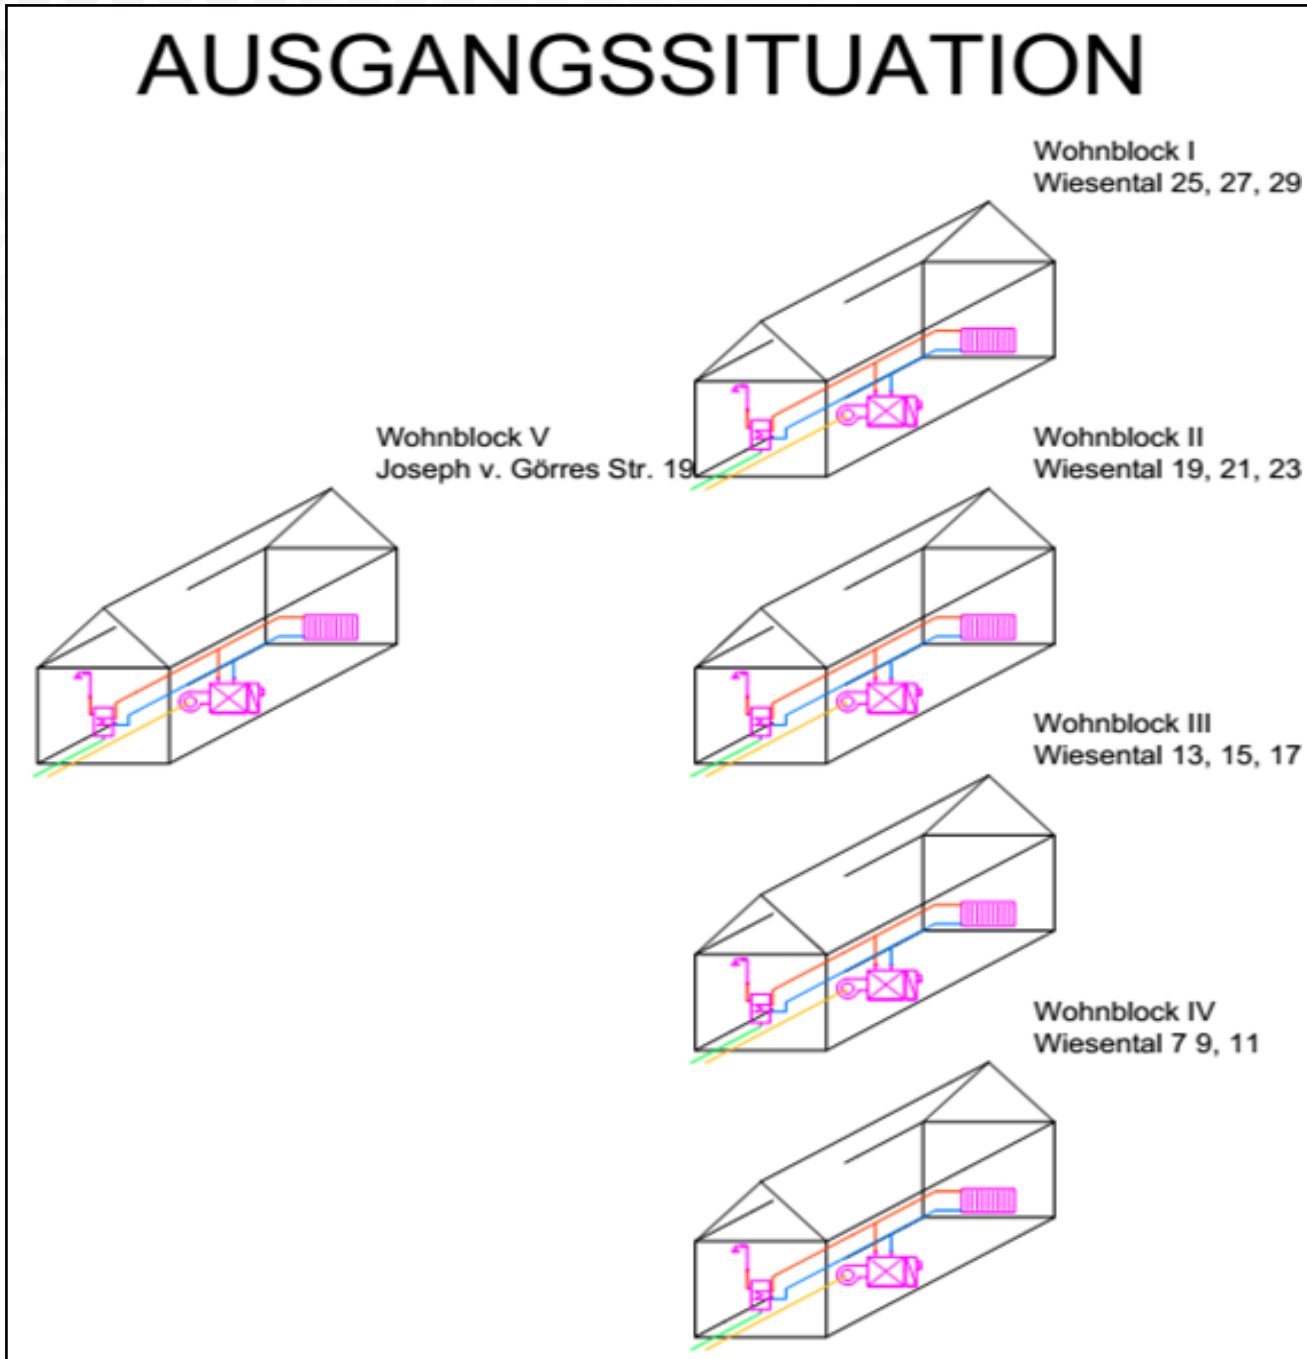 AUSGANGSSITUATION
Wohnblock I
Wiesental 25, 27, 29
Wohnblock V
Joseph v. Görres Str. 19
Wohnblock II
Wiesental 19, 21, 23
Wohnblock III
Wiesental 13, 15, 17
Wohnblock IV
Wiesental 7 9, 11